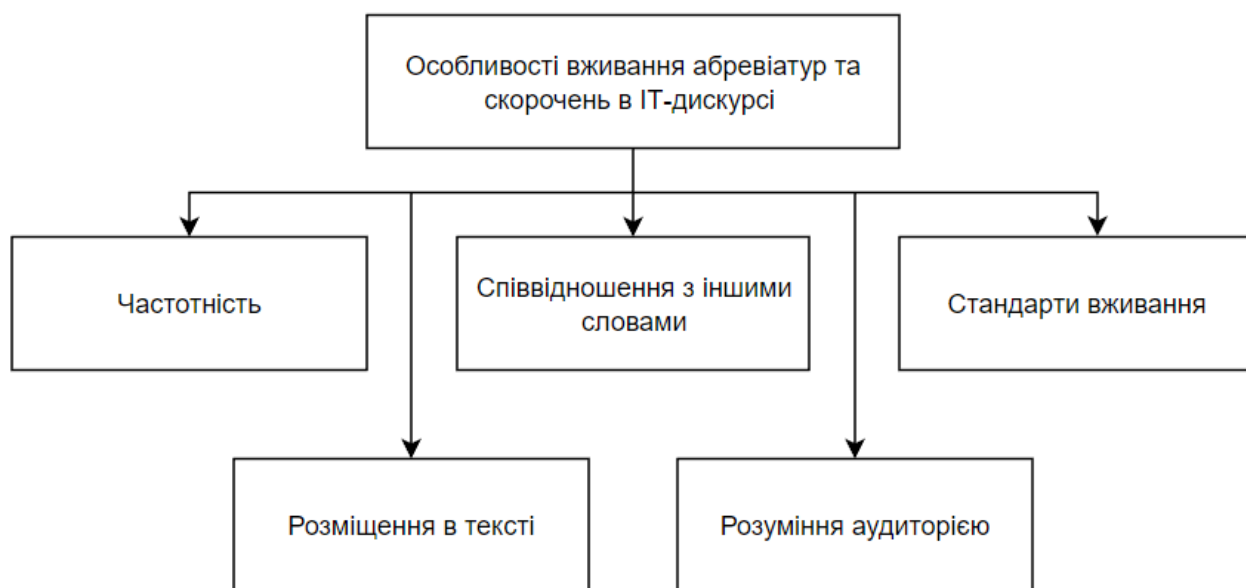 Особливості вживання абревіатур та
скорочень в ІТ-дискурсі
Частотність
Співвідношення з іншими
словами
Стандарти вживання
Розміщення в тексті
Розуміння аудиторією